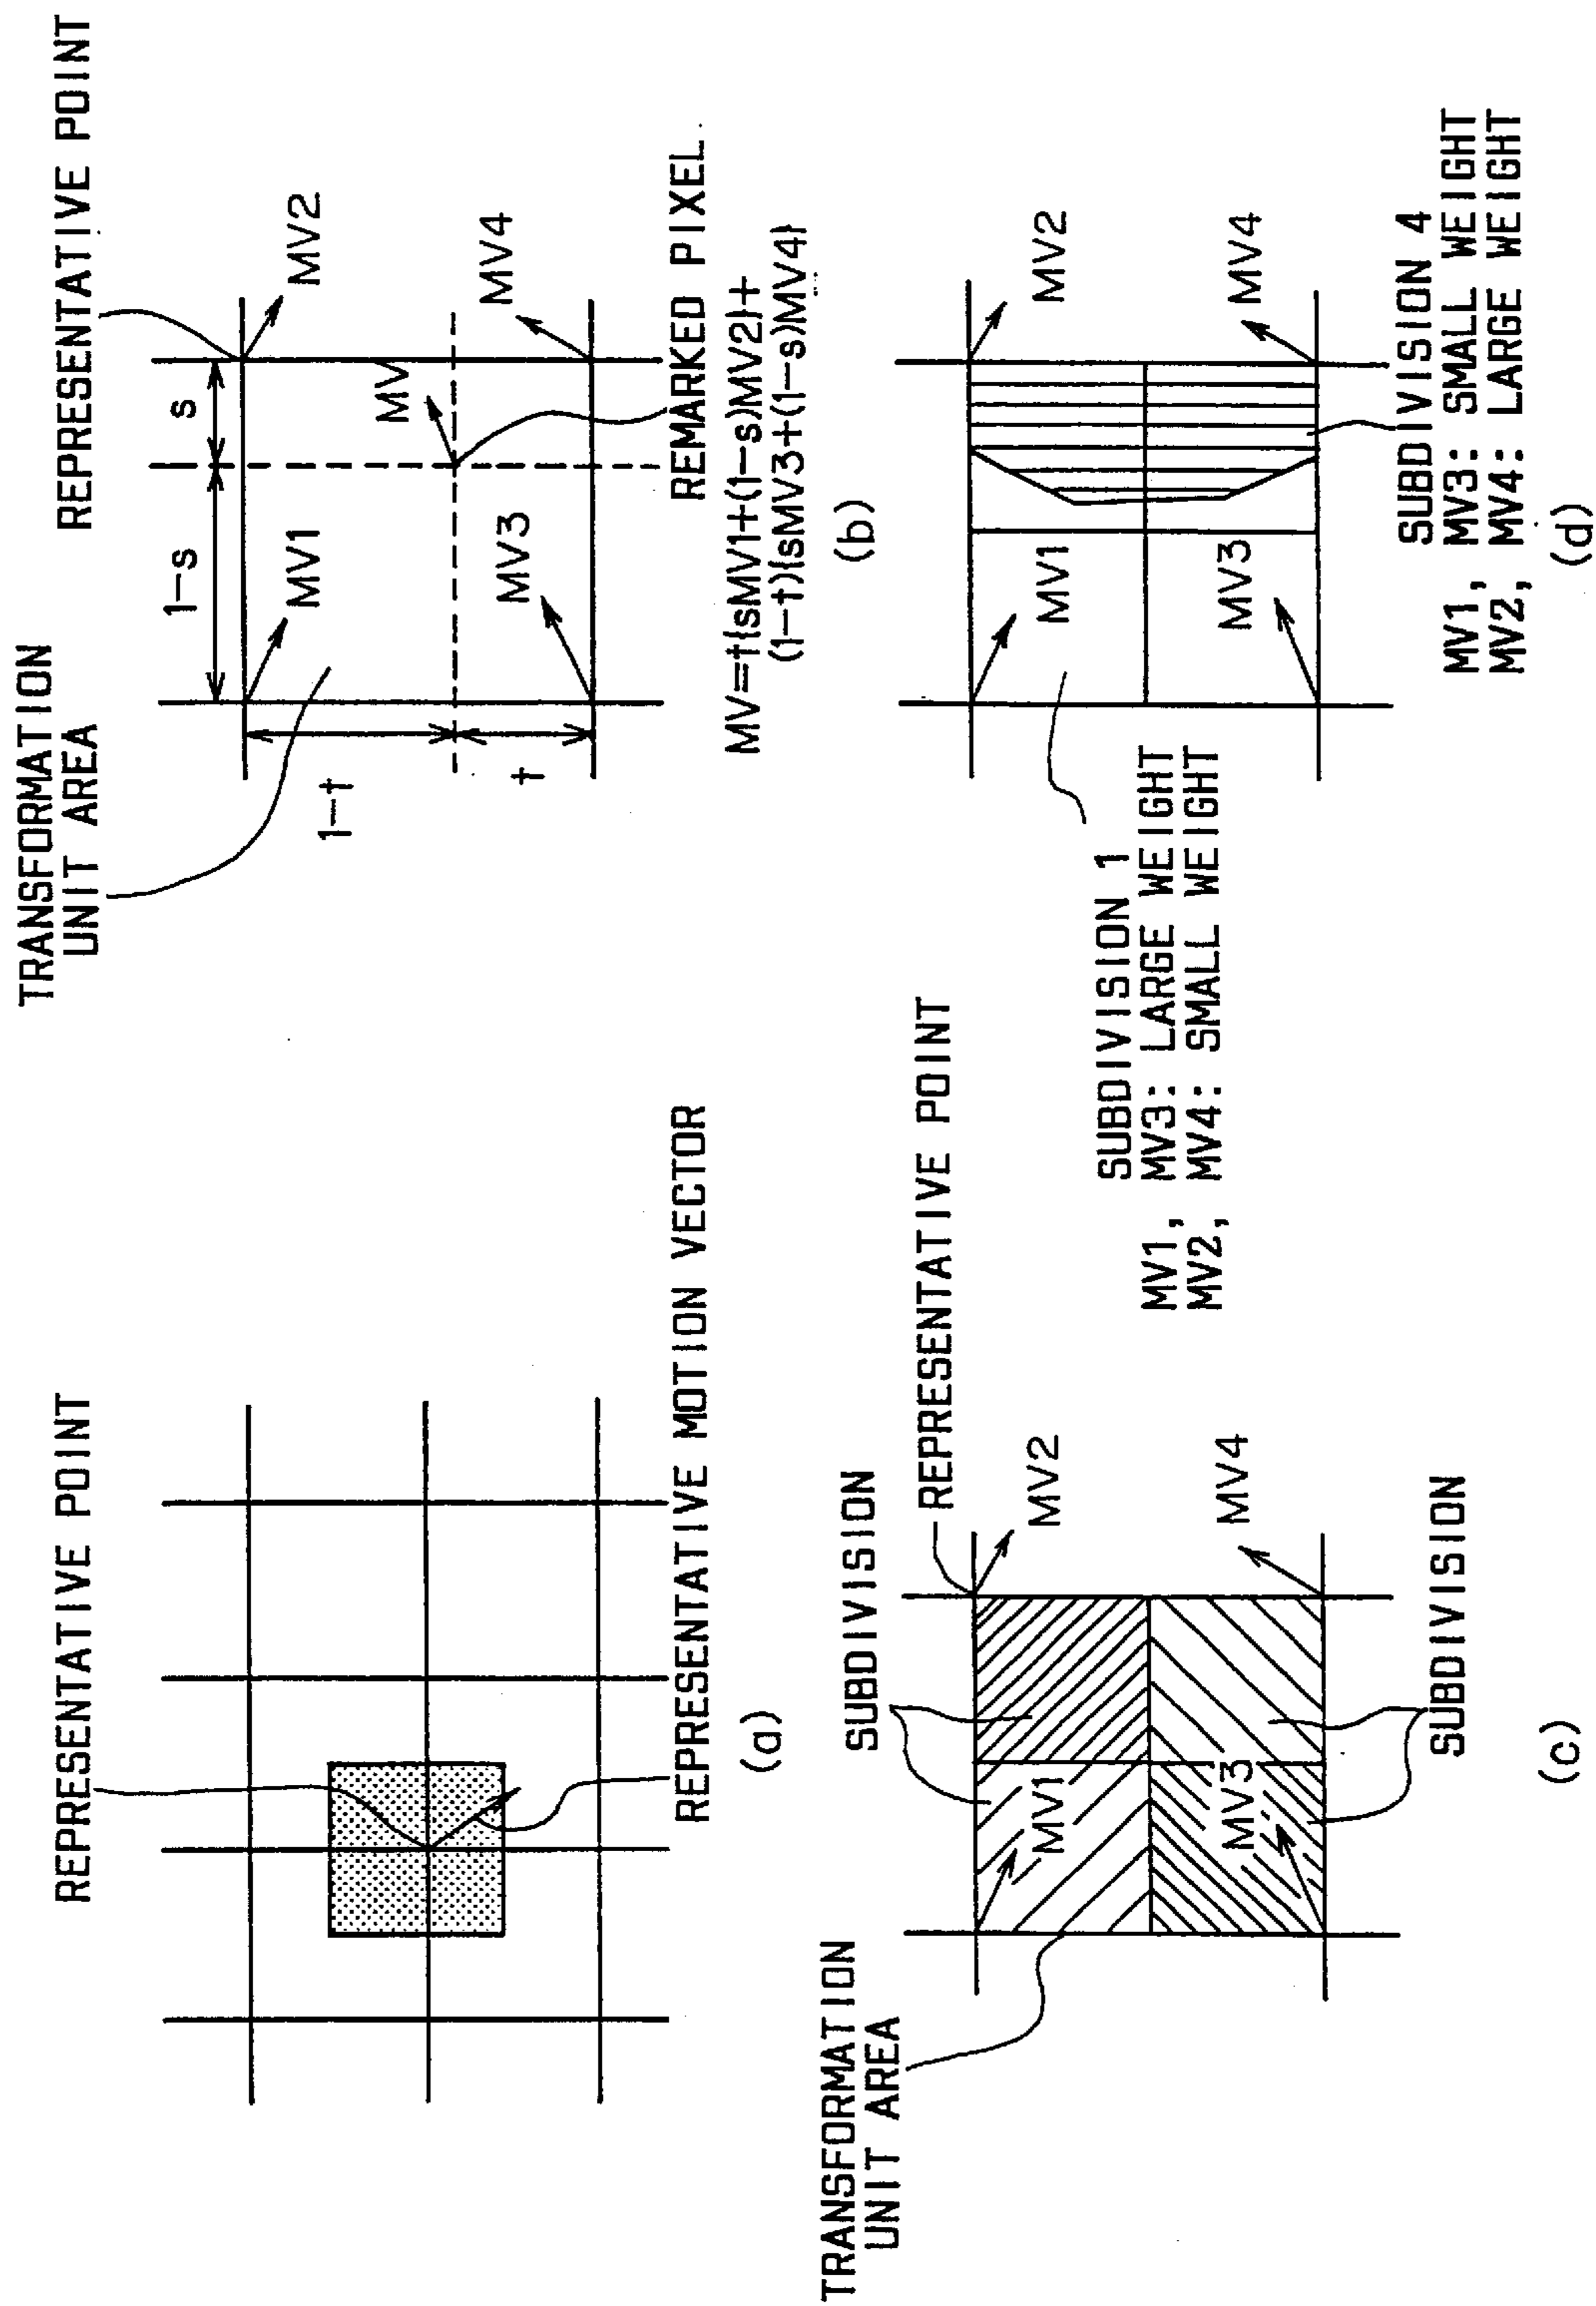 REPRESENTATIVE POINT
REPRESENTATIVE MOTION VECTOR
(a)
TRANSFORMATION
UNIT AREA
REPRESENTATIVE POINT
1-s
s
1-t
t
MV1
MV2
MV
MV3
MV4
REMARKED PIXEL
MV=t{sMV1+(1-s)MV2}+
(1-t){sMV3+(1-s)MV4}
(b)
TRANSFORMATION
UNIT AREA
SUBDIVISION
REPRESENTATIVE POINT
MV1
MV2
MV3
MV4
SUBDIVISION
(c)
SUBDIVISION 1
MV1, MV3: LARGE WEIGHT
MV2, MV4: SMALL WEIGHT
MV1
MV2
MV3
MV4
SUBDIVISION 4
MV1, MV3: SMALL WEIGHT
MV2, MV4: LARGE WEIGHT
(d)